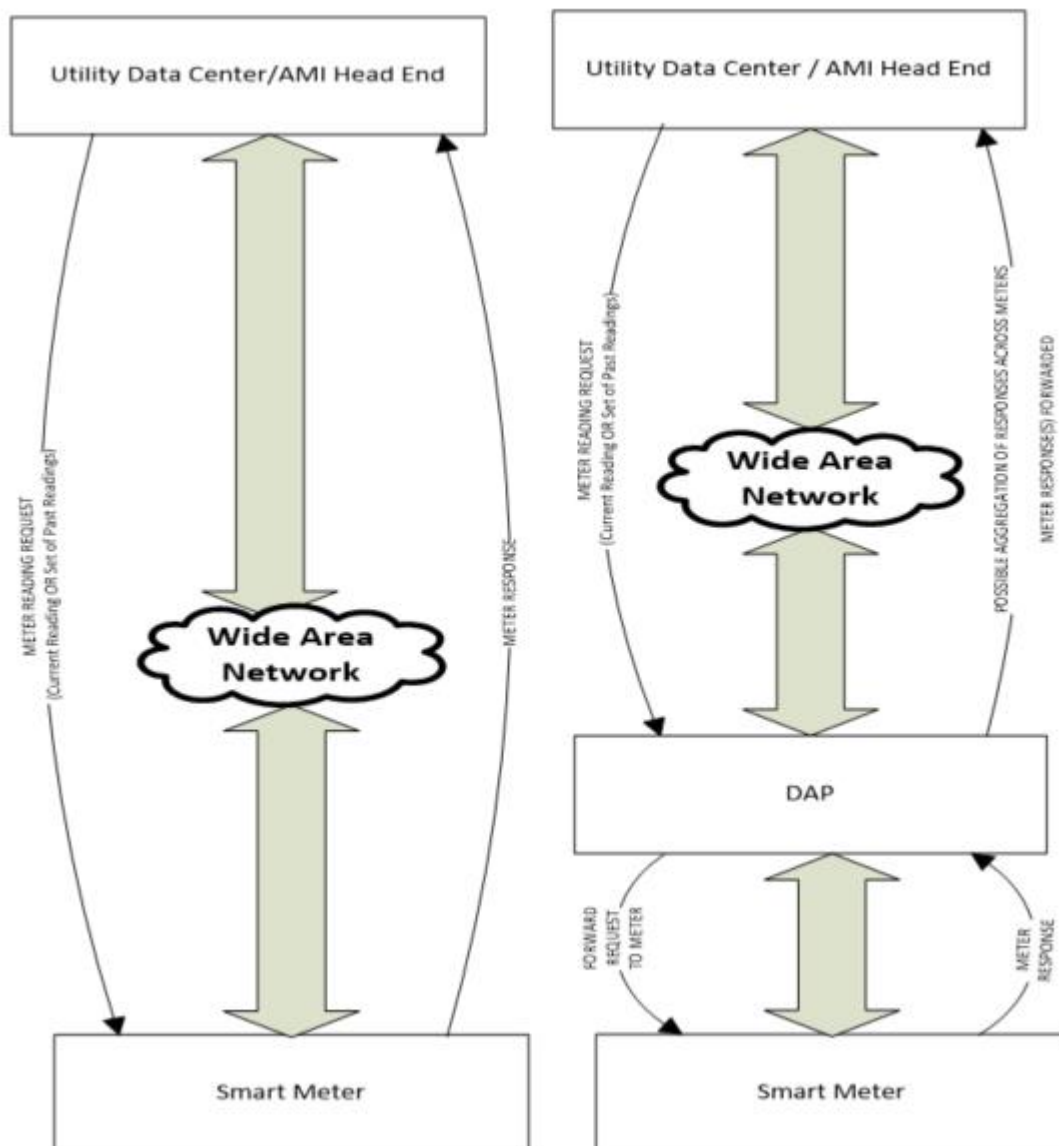 Utility Data Center/AMI Head End
METER READING REQUEST
(Current Reading OR Set of Past Readings)
Wide Area
Network
METER RESPONSE
Smart Meter
Utility Data Center / AMI Head End
METER READING REQUEST
(Current Reading OR Set of Past Readings)
Wide Area
Network
POSSIBLE AGGREGATION OF RESPONSES ACROSS METERS
METER RESPONSE(S) FORWARDED
DAP
FORWARD
REQUEST
TO METER
METER
RESPONSE
Smart Meter